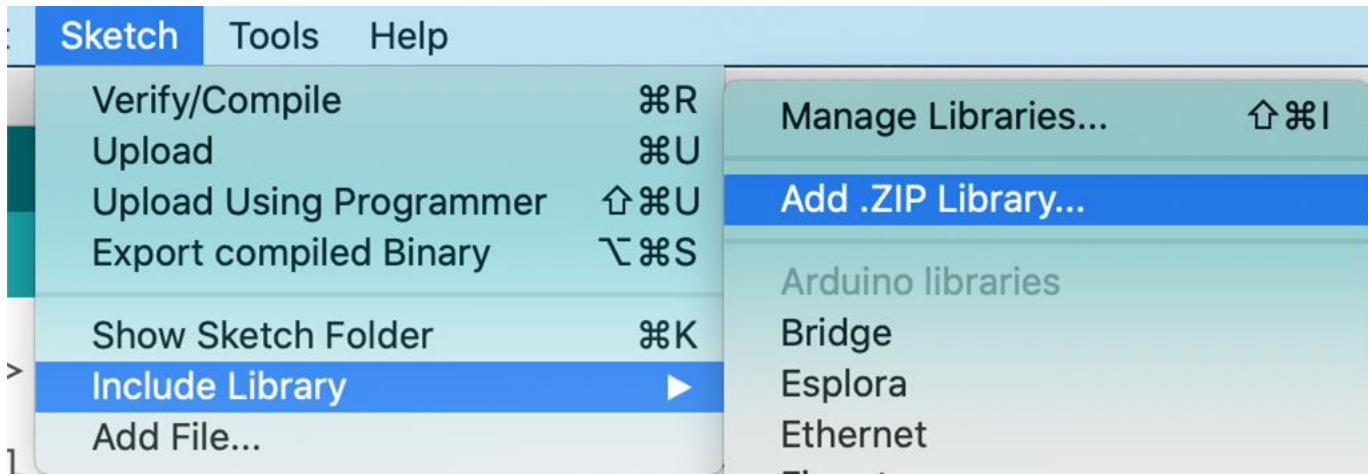 Sketch Tools Help
Verify/Compile ⌘R
Upload ⌘U
Upload Using Programmer ⇧⌘U
Export compiled Binary ⌥⌘S
Show Sketch Folder ⌘K
Include Library ▶
Add File...
Manage Libraries... ⇧⌘I
Add .ZIP Library...
Arduino libraries
Bridge
Esplora
Ethernet